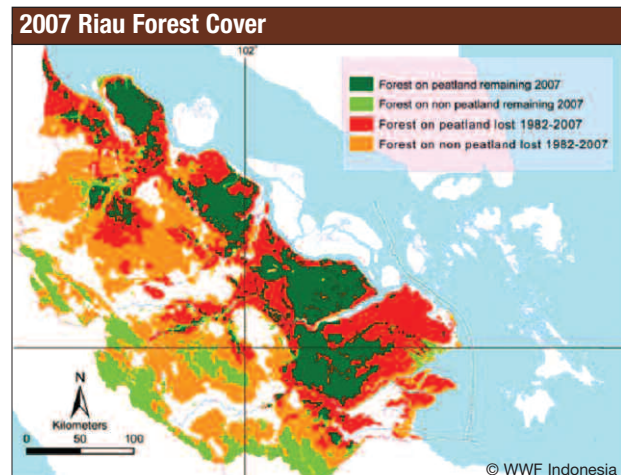 2007 Riau Forest Cover
102°
Forest on peatland remaining 2007
Forest on non peatland remaining 2007
Forest on peatland lost 1982-2007
Forest on non peatland lost 1982-2007
N
Kilometers
0 50 100
© WWF Indonesia